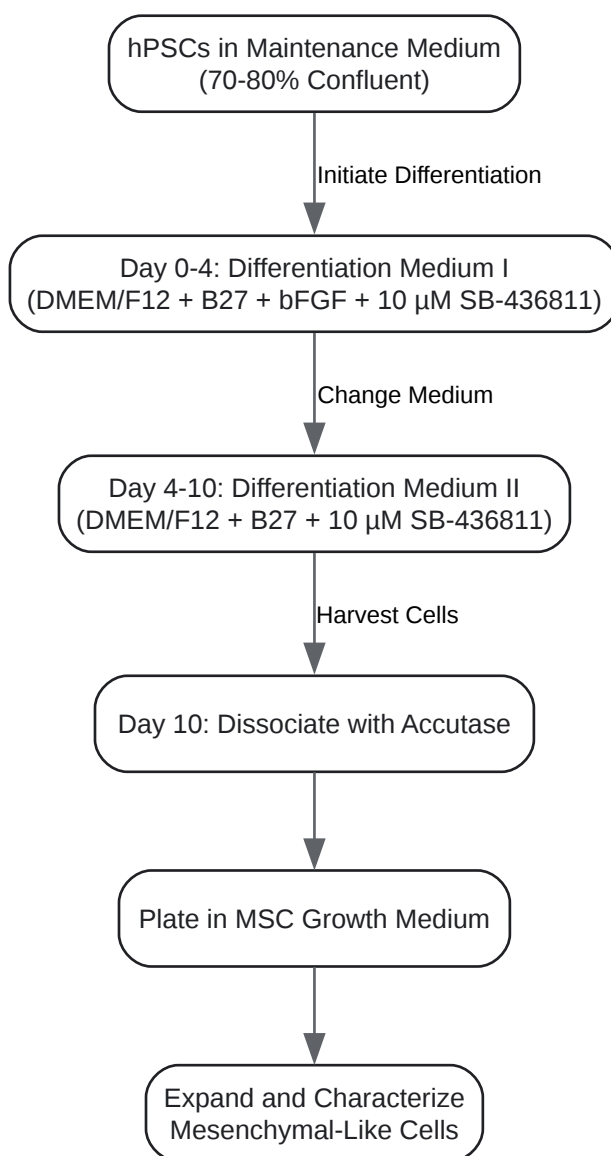 hPSCs in Maintenance Medium
(70-80% Confluent)
Initiate Differentiation
Day 0-4: Differentiation Medium I
(DMEM/F12 + B27 + bFGF + 10 µM SB-436811)
Change Medium
Day 4-10: Differentiation Medium II
(DMEM/F12 + B27 + 10 µM SB-436811)
Harvest Cells
Day 10: Dissociate with Accutase
Plate in MSC Growth Medium
Expand and Characterize
Mesenchymal-Like Cells